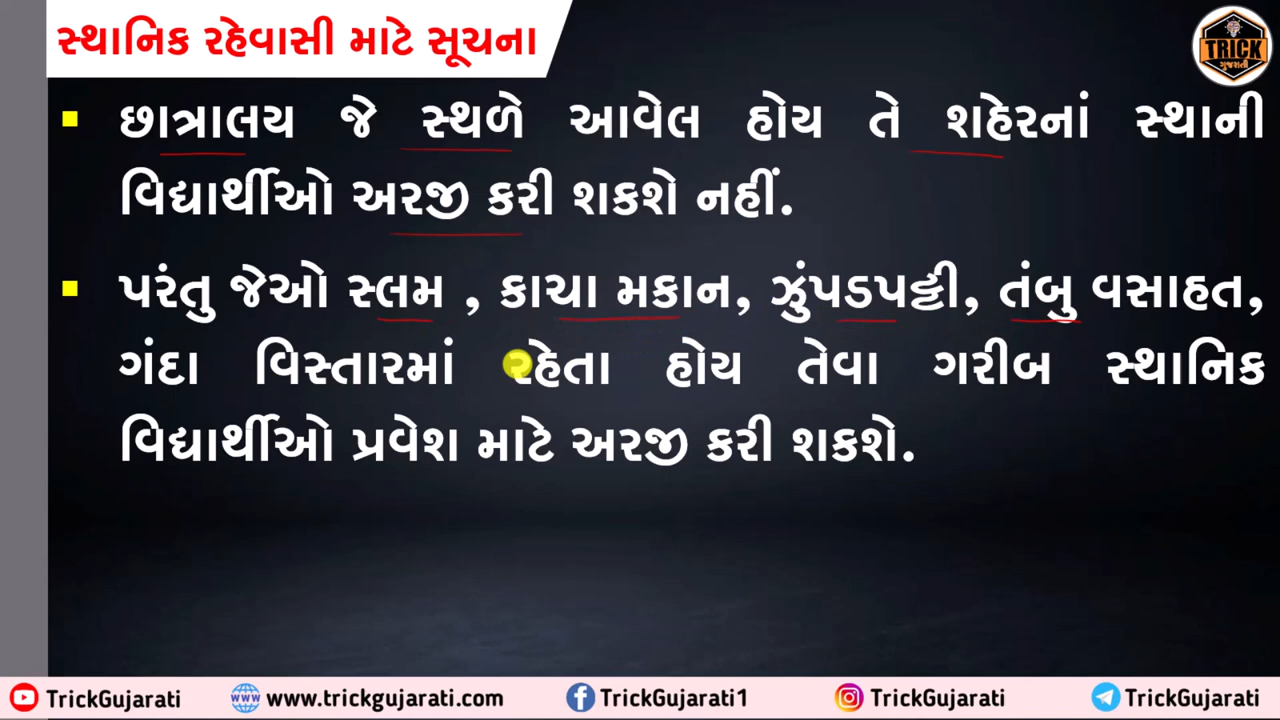 સ્થાનિક રહેવાસી માટે સૂચના
TRICK
ગુજરાતી
છાત્રાલય જે સ્થળે આવેલ હોય તે શહેરનાં સ્થાની
વિદ્યાર્થીઓ અરજી કરી શકશે નહીં.
પરંતુ જેઓ સ્લમ , કાચા મકાન, ઝુંપડપટ્ટી, તંબુ વસાહત,
ગંદા વિસ્તારમાં રહેતા હોય તેવા ગરીબ સ્થાનિક
વિદ્યાર્થીઓ પ્રવેશ માટે અરજી કરી શકશે.
TrickGujarati www.trickgujarati.com TrickGujarati1 TrickGujarati TrickGujarati